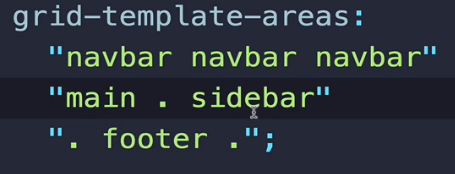 grid-template-areas:
"navbar navbar navbar"
"main . sidebar"
". footer .";